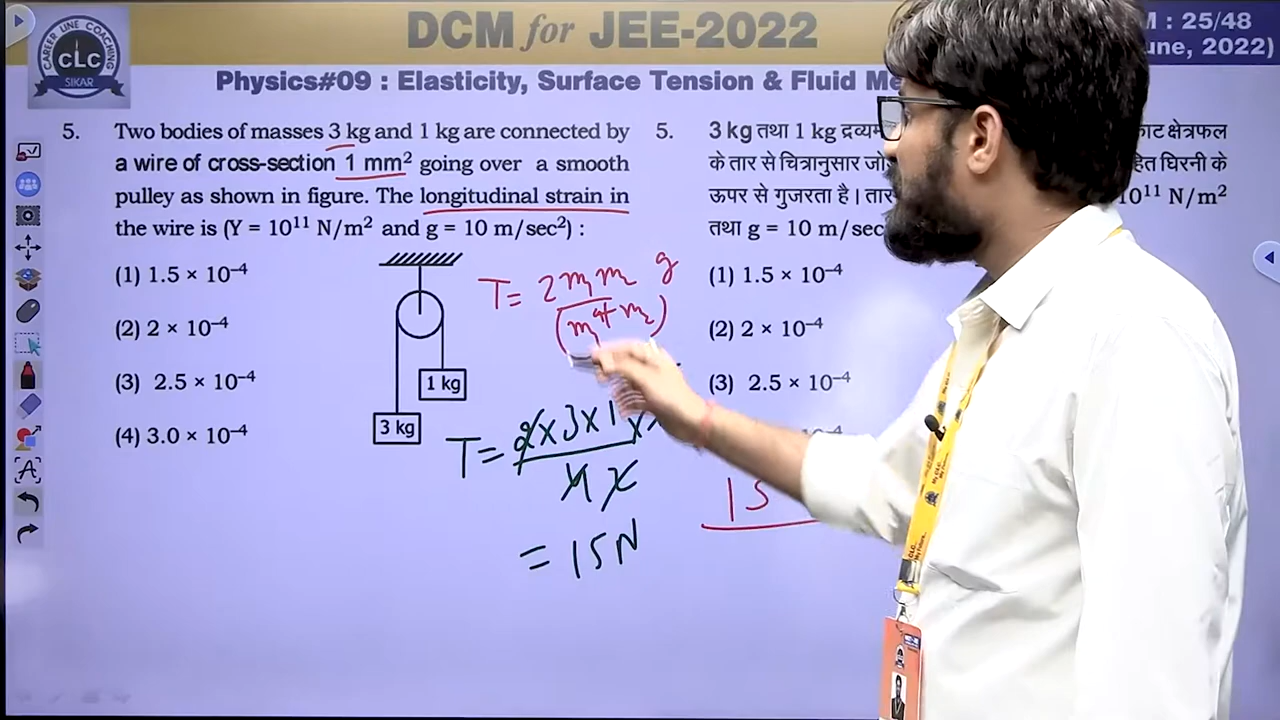 CAREER LINE COACHING
CLC
SIKAR
DCM for JEE-2022
M : 25/48
une, 2022)
Physics#09 : Elasticity, Surface Tension & Fluid Me
5. Two bodies of masses 3 kg and 1 kg are connected by
a wire of cross-section 1 mm² going over a smooth
pulley as shown in figure. The longitudinal strain in
the wire is (Y = 10¹¹ N/m² and g = 10 m/sec²) :
(1) 1.5 × 10⁻⁴
(2) 2 × 10⁻⁴
(3) 2.5 × 10⁻⁴
(4) 3.0 × 10⁻⁴
1 kg
3 kg
T = 2m₁m₂ g
(m₁+m₂)
T = 2×3×1×
= 15N
5. 3 kg तथा 1 kg
काट क्षेत्रफल
के तार से चित्रानुसार
घिरनी के
ऊपर से गुजरता है। तार
10¹¹ N/m²
तथा g = 10 m/sec
(1) 1.5 × 10⁻⁴
(2) 2 × 10⁻⁴
(3) 2.5 × 10⁻⁴
15